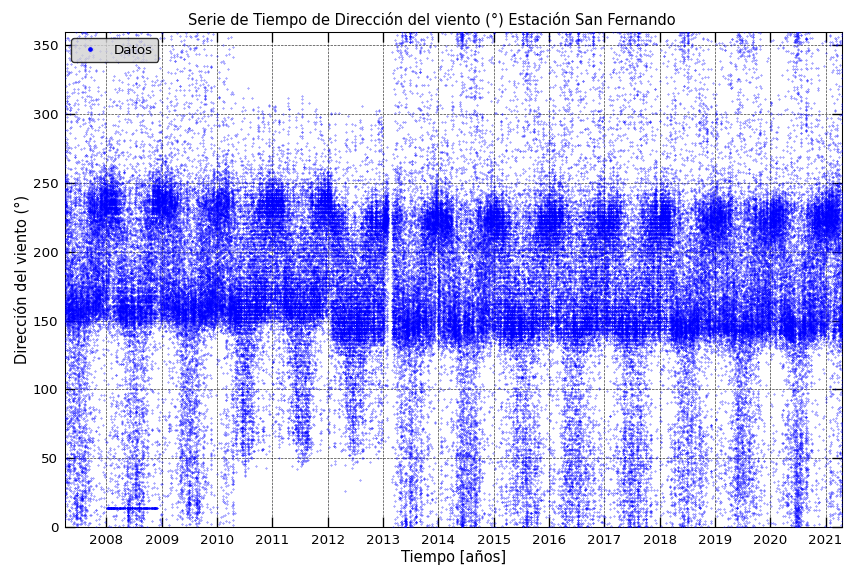 Serie de Tiempo de Dirección del viento (°) Estación San Fernando
Datos
Dirección del viento (°)
350
300
250
200
150
100
50
0
2008 2009 2010 2011 2012 2013 2014 2015 2016 2017 2018 2019 2020 2021
Tiempo [años]